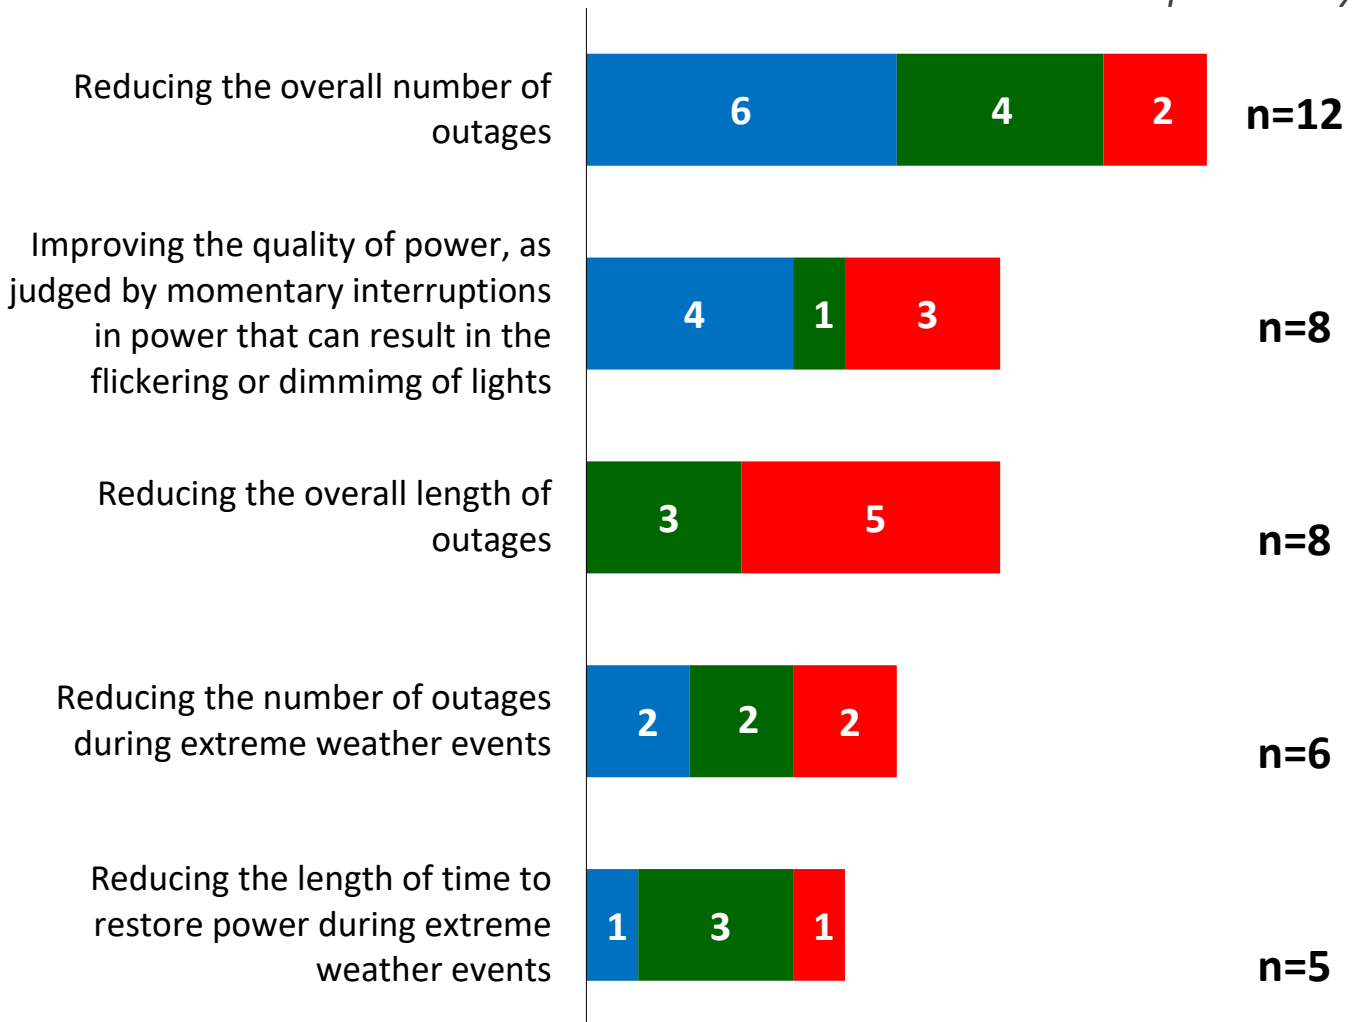 Reducing the overall number of
outages
6 4 2
n=12
Improving the quality of power, as
judged by momentary interruptions
in power that can result in the
flickering or dimmimg of lights
4 1 3
n=8
Reducing the overall length of
outages
3 5
n=8
Reducing the number of outages
during extreme weather events
2 2 2
n=6
Reducing the length of time to
restore power during extreme
weather events
1 3 1
n=5